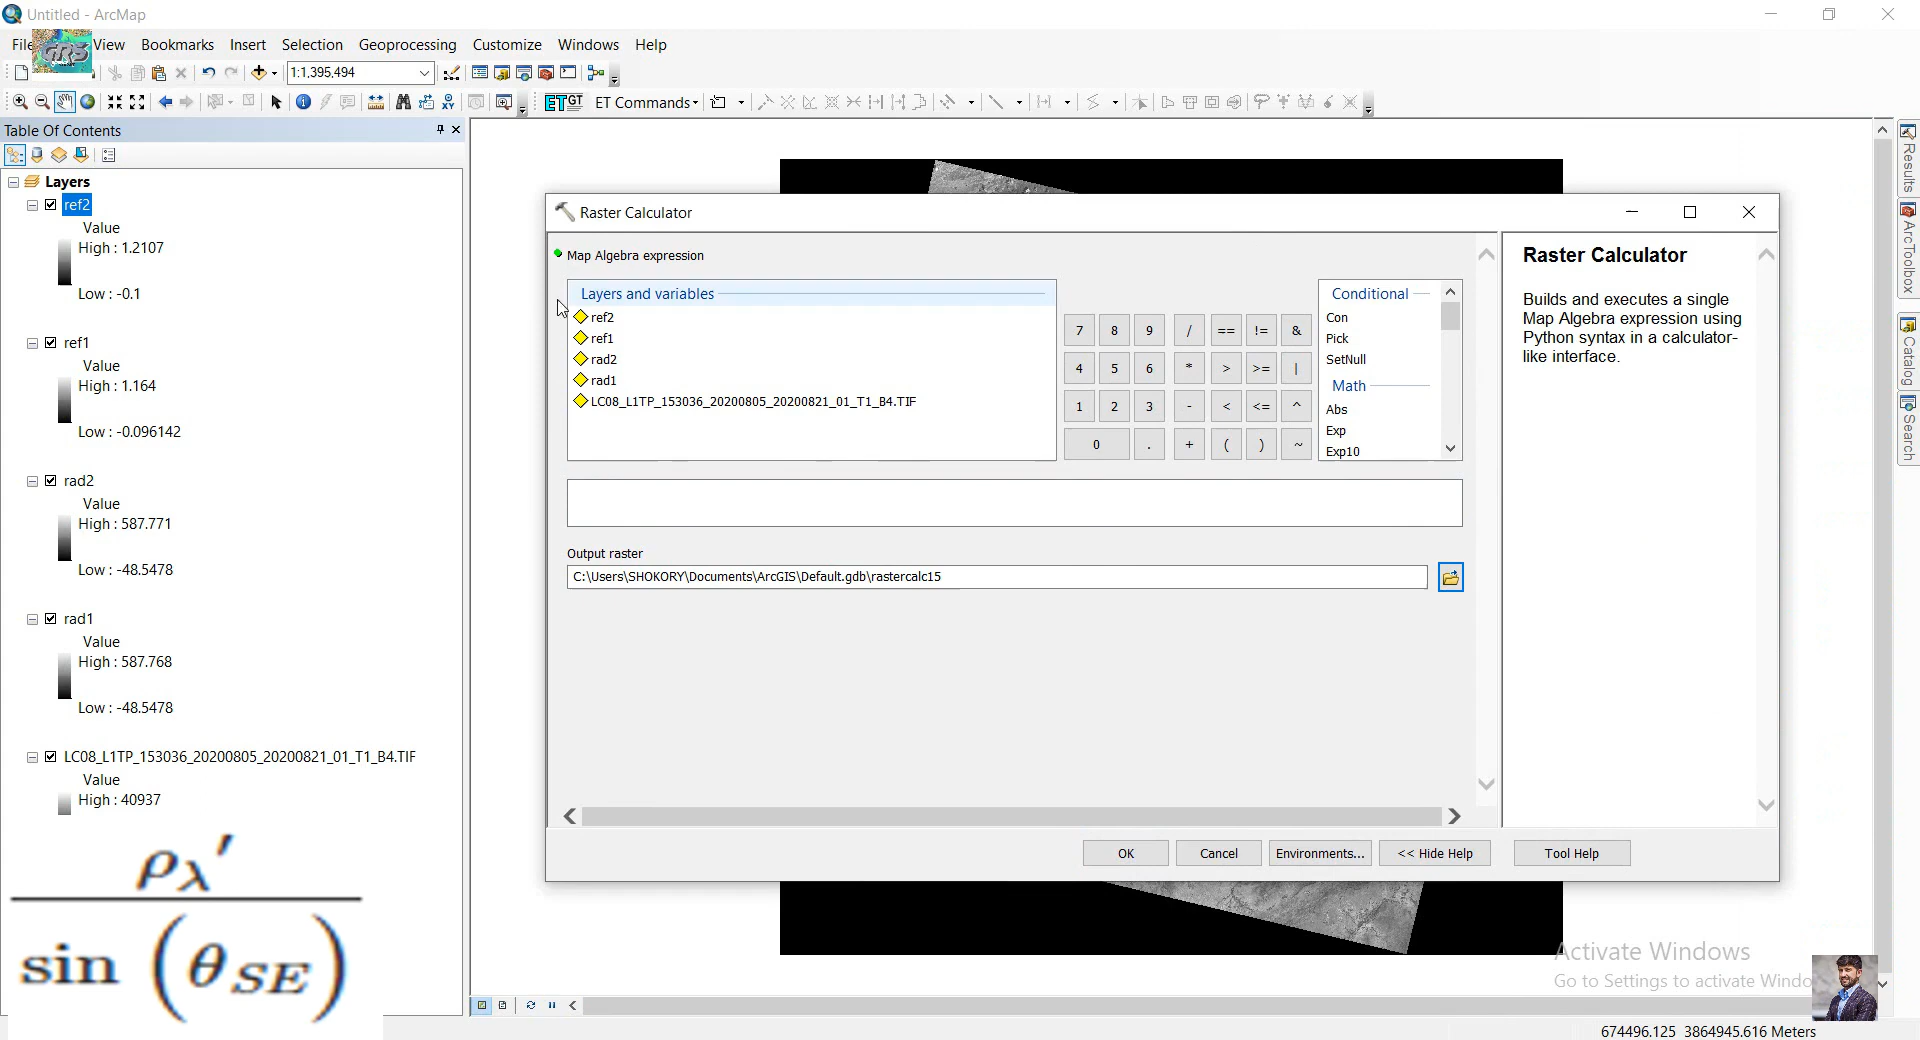 Untitled - ArcMap
File View Bookmarks Insert Selection Geoprocessing Customize Windows Help
GRS
1:1,395,494
ET GT ET Commands
Table Of Contents
Layers
ref2
Value
High : 1.2107
Low : -0.1
ref1
Value
High : 1.164
Low : -0.096142
rad2
Value
High : 587.771
Low : -48.5478
rad1
Value
High : 587.768
Low : -48.5478
LC08_L1TP_153036_20200805_20200821_01_T1_B4.TIF
Value
High : 40937
ρλ′
sin (θSE)
Raster Calculator
Map Algebra expression
Layers and variables
ref2
ref1
rad2
rad1
LC08_L1TP_153036_20200805_20200821_01_T1_B4.TIF
7 8 9 / == != &
4 5 6 * > >= |
1 2 3 - < <= ^
0 . + ( ) ~
Conditional
Con
Pick
SetNull
Math
Abs
Exp
Exp10
Output raster
C:\Users\SHOKORY\Documents\ArcGIS\Default.gdb\rastercalc15
OK Cancel Environments... << Hide Help Tool Help
Raster Calculator
Builds and executes a single
Map Algebra expression using
Python syntax in a calculator-
like interface.
Results
ArcToolbox
Catalog
Search
Activate Windows
Go to Settings to activate Windo
674496.125 3864945.616 Meters